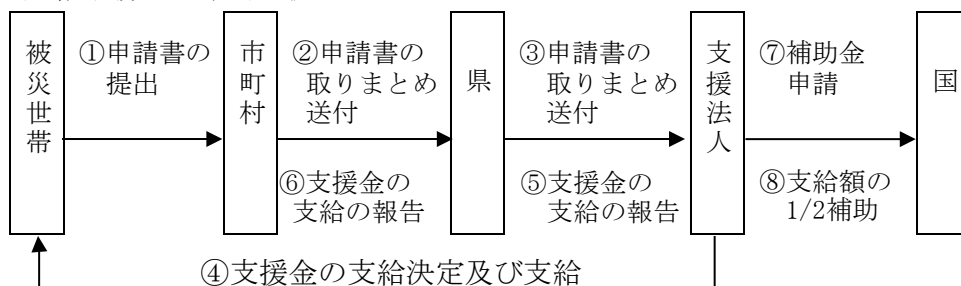 被災世帯
①申請書の
提出
市町村
②申請書の
取りまとめ
送付
県
③申請書の
取りまとめ
送付
支援法人
⑦補助金
申請
国
⑥支援金の
支給の報告
⑤支援金の
支給の報告
⑧支給額の
1/2補助
④支援金の支給決定及び支給